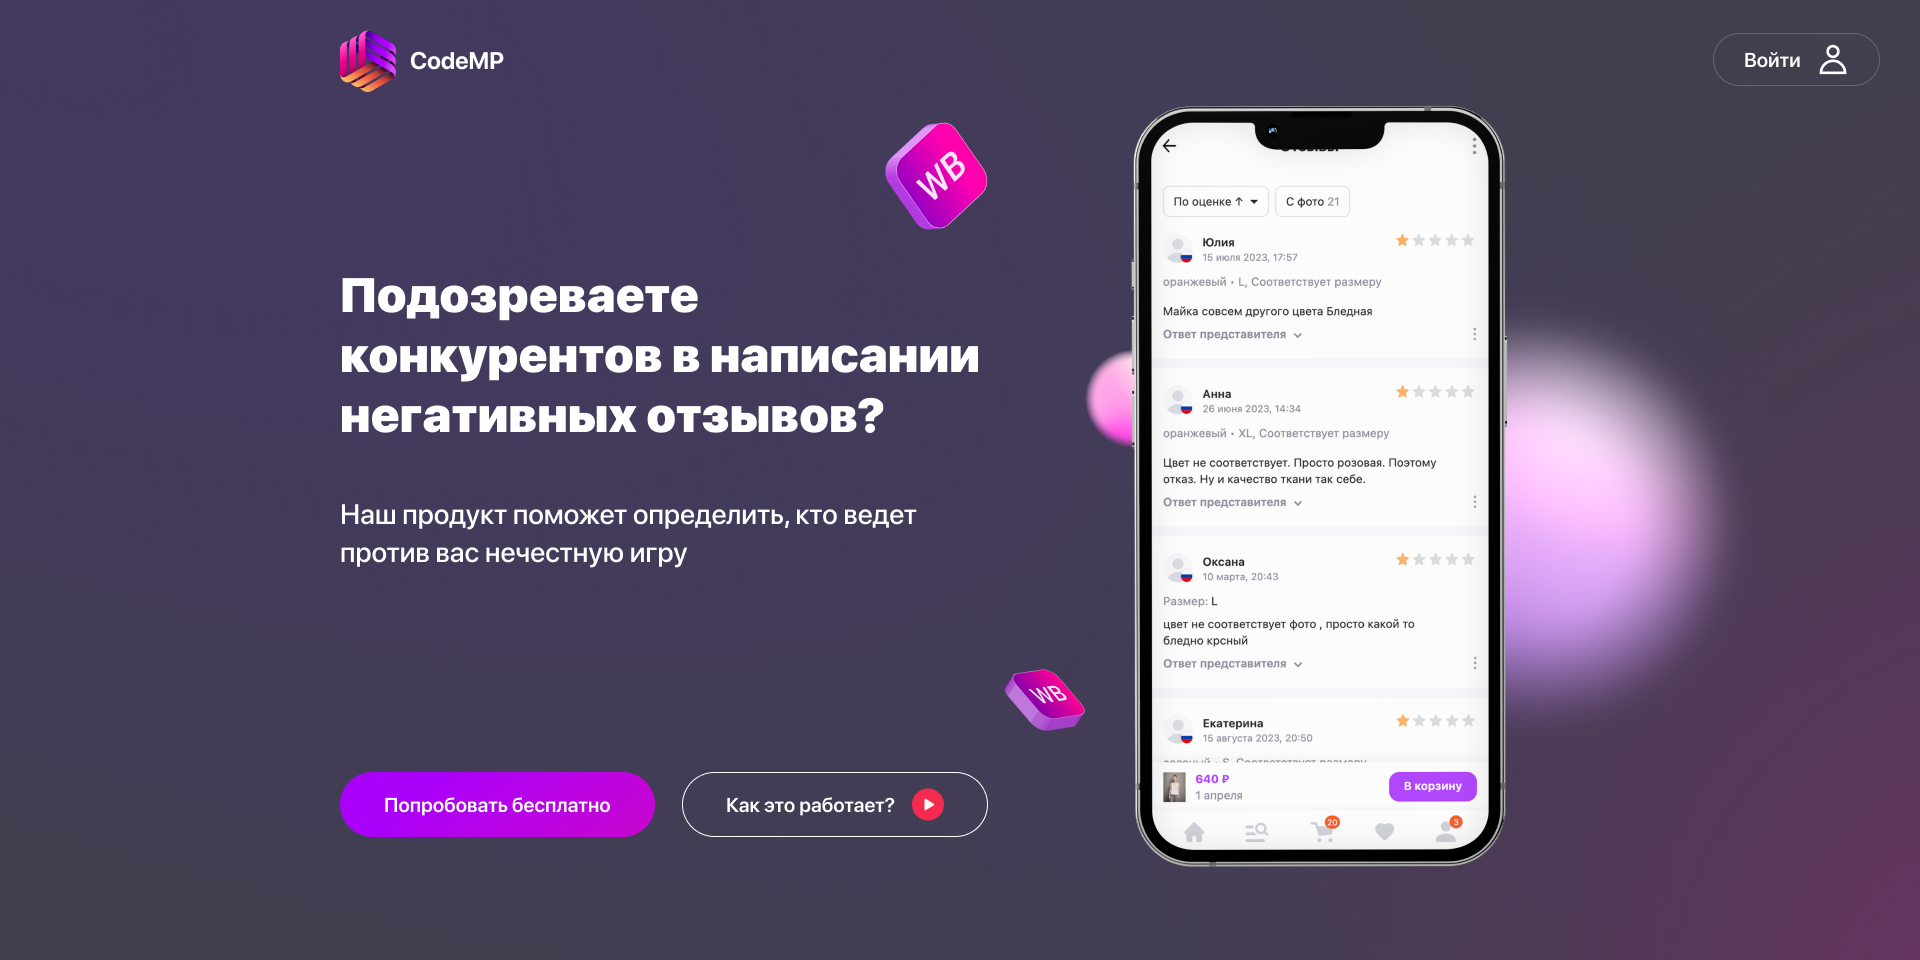 CodeMP
Войти
WB
Подозреваете
конкурентов в написании
негативных отзывов?
Наш продукт поможет определить, кто ведет
против вас нечестную игру
WB
Попробовать бесплатно
Как это работает?
По оценке ↑
С фото 21
Юлия
15 июля 2023, 17:57
оранжевый • L, Соответствует размеру
Майка совсем другого цвета Бледная
Ответ представителя
Анна
26 июня 2023, 14:34
оранжевый • XL, Соответствует размеру
Цвет не соответствует. Просто розовая. Поэтому
отказ. Ну и качество ткани так себе.
Ответ представителя
Оксана
10 марта, 20:43
Размер: L
цвет не соответствует фото , просто какой то
бледно крсный
Ответ представителя
Екатерина
15 августа 2023, 20:50
зеленый • S, Соответствует размеру
640 ₽
1 апреля
В корзину
20
3